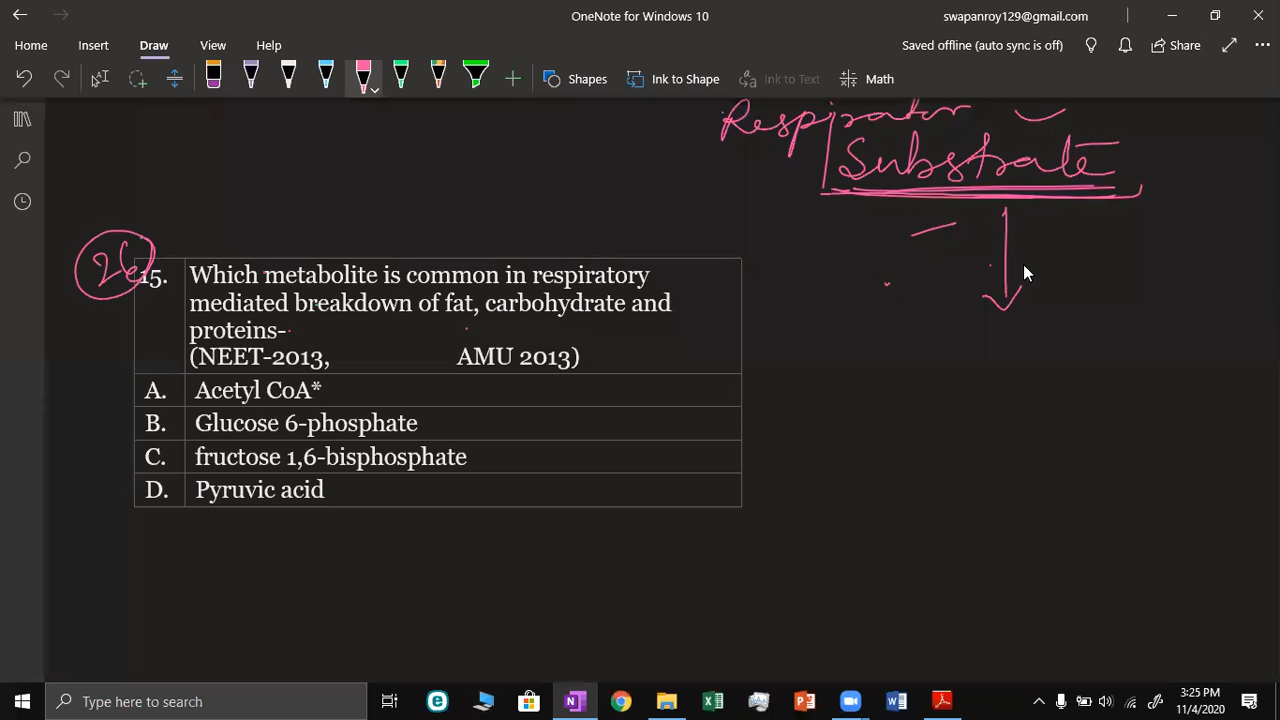 OneNote for Windows 10
swapanroy129@gmail.com
Home Insert Draw View Help
Saved offline (auto sync is off)
Share
Shapes
Ink to Shape
Ink to Text
Math
Respirator
Substrate
26
15. Which metabolite is common in respiratory
mediated breakdown of fat, carbohydrate and
proteins-
(NEET-2013, AMU 2013)
A. Acetyl CoA*
B. Glucose 6-phosphate
C. fructose 1,6-bisphosphate
D. Pyruvic acid
Type here to search
3:25 PM
11/4/2020